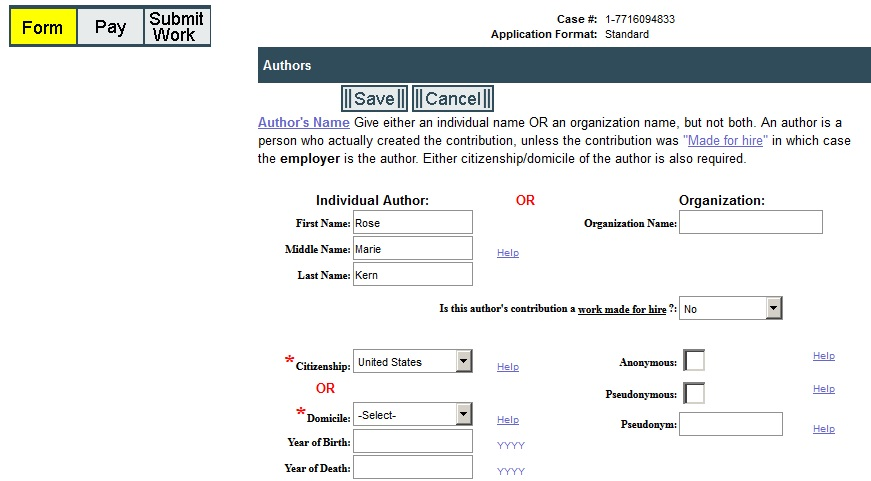 Form
Pay
Submit
Work
Case #: 1-7716094833
Application Format: Standard
Authors
Save
Cancel
Author's Name Give either an individual name OR an organization name, but not both. An author is a
person who actually created the contribution, unless the contribution was "Made for hire" in which case
the employer is the author. Either citizenship/domicile of the author is also required.
Individual Author: OR Organization:
First Name: Rose Organization Name:
Middle Name: Marie Help
Last Name: Kern
Is this author's contribution a work made for hire ?: No
*Citizenship: United States Help Anonymous: Help
OR
Pseudonymous: Help
*Domicile: -Select- Help Pseudonym: Help
Year of Birth: YYYY
Year of Death: YYYY